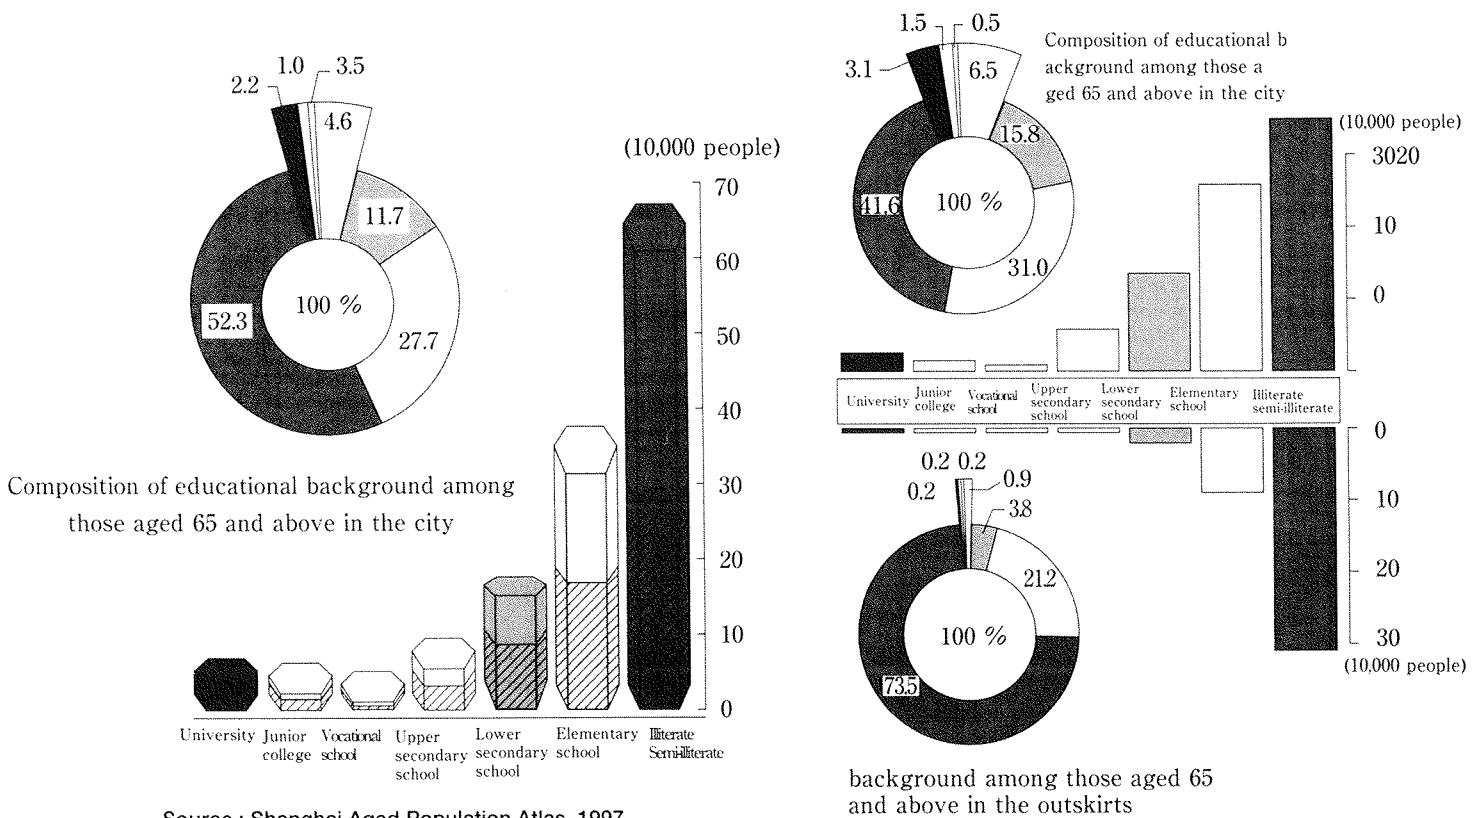 2.2
1.0
3.5
4.6
11.7
27.7
52.3
100 %
Composition of educational background among
those aged 65 and above in the city
(10,000 people)
70
60
50
40
30
20
10
0
University
Junior
college
Vocational
school
Upper
secondary
school
Lower
secondary
school
Elementary
school
Illiterate
Semi-illiterate
Source : Shanghai Aged Population Atlas, 1997
3.1
1.5
0.5
6.5
15.8
31.0
41.6
100 %
Composition of educational b
ackground among those a
ged 65 and above in the city
(10,000 people)
3020
10
0
University
Junior
college
Vocational
school
Upper
secondary
school
Lower
secondary
school
Elementary
school
Illiterate
semi-illiterate
0
10
20
30
(10,000 people)
0.2
0.2
0.2
0.9
3.8
21.2
73.5
100 %
background among those aged 65
and above in the outskirts